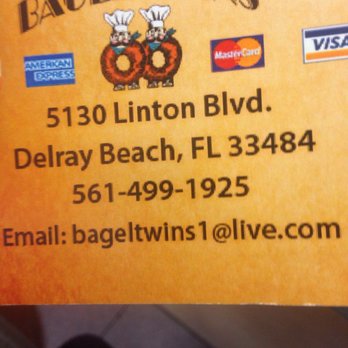 AMERICAN
EXPRESS
MasterCard
VISA
5130 Linton Blvd.
Delray Beach, FL 33484
561-499-1925
Email: bageltwins1@live.com